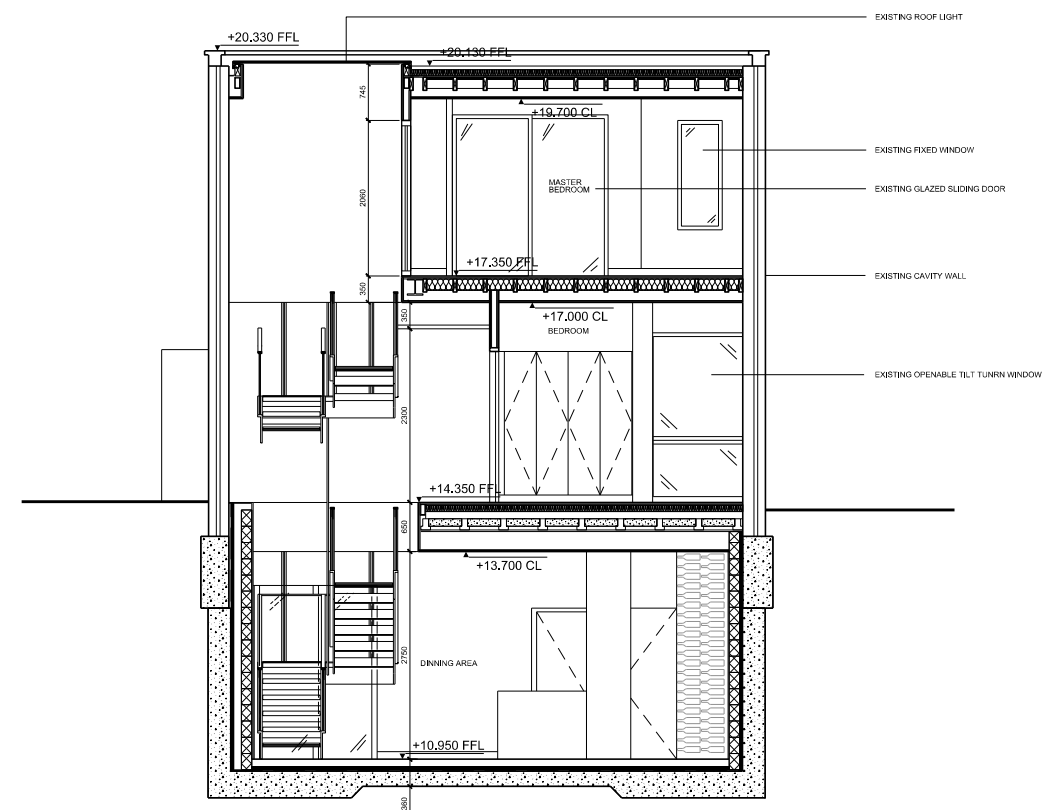 EXISTING ROOF LIGHT
+20.330 FFL
+20.130 FFL
745
+19.700 CL
EXISTING FIXED WINDOW
MASTER
BEDROOM
EXISTING GLAZED SLIDING DOOR
2060
+17.350 FFL
EXISTING CAVITY WALL
350
350
+17.000 CL
BEDROOM
EXISTING OPENABLE TILT TUNRN WINDOW
2300
+14.350 FFL
650
+13.700 CL
2750
DINNING AREA
+10.950 FFL
360